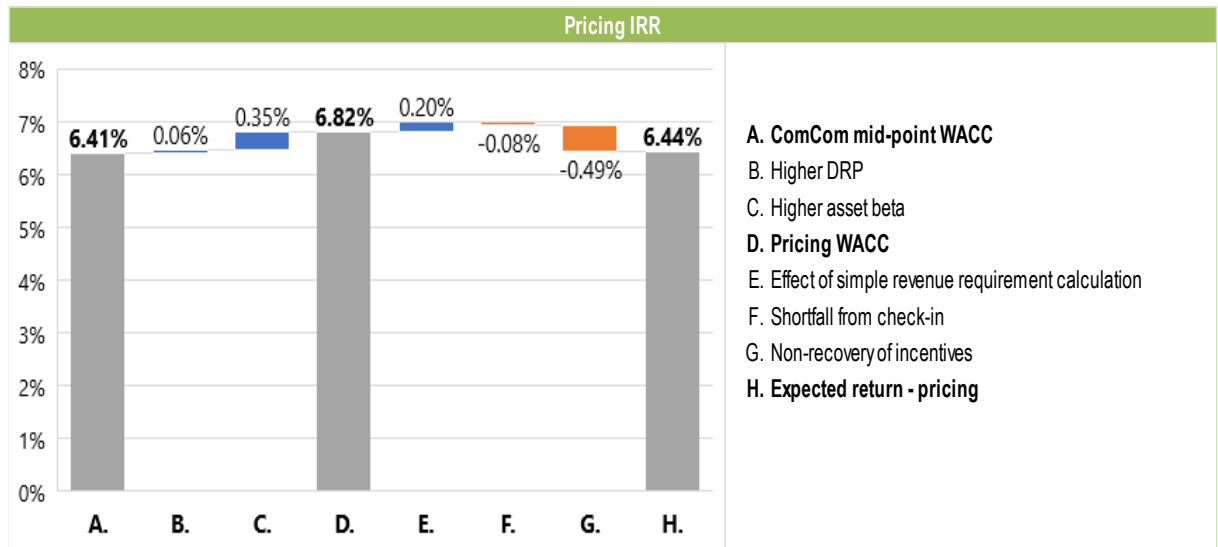 Pricing IRR
8%
7%
6%
5%
4%
3%
2%
1%
0%
6.41%
0.06%
0.35%
6.82%
0.20%
-0.08%
-0.49%
6.44%
A.
B.
C.
D.
E.
F.
G.
H.
A. ComCom mid-point WACC
B. Higher DRP
C. Higher asset beta
D. Pricing WACC
E. Effect of simple revenue requirement calculation
F. Shortfall from check-in
G. Non-recovery of incentives
H. Expected return - pricing